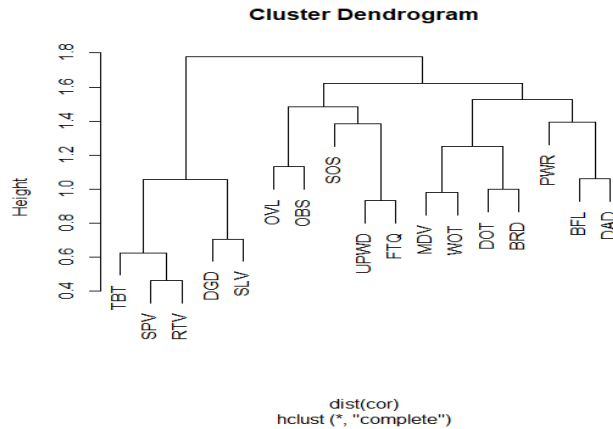 Cluster Dendrogram
Height
1.8
1.6
1.4
1.2
1.0
0.8
0.6
0.4
TBT
SPV
RTV
DGD
SLV
OVL
OBS
SOS
UPWD
FTQ
MDV
WOT
DOT
BRD
PWR
BFL
DAD
dist(cor)
hclust (*, "complete")